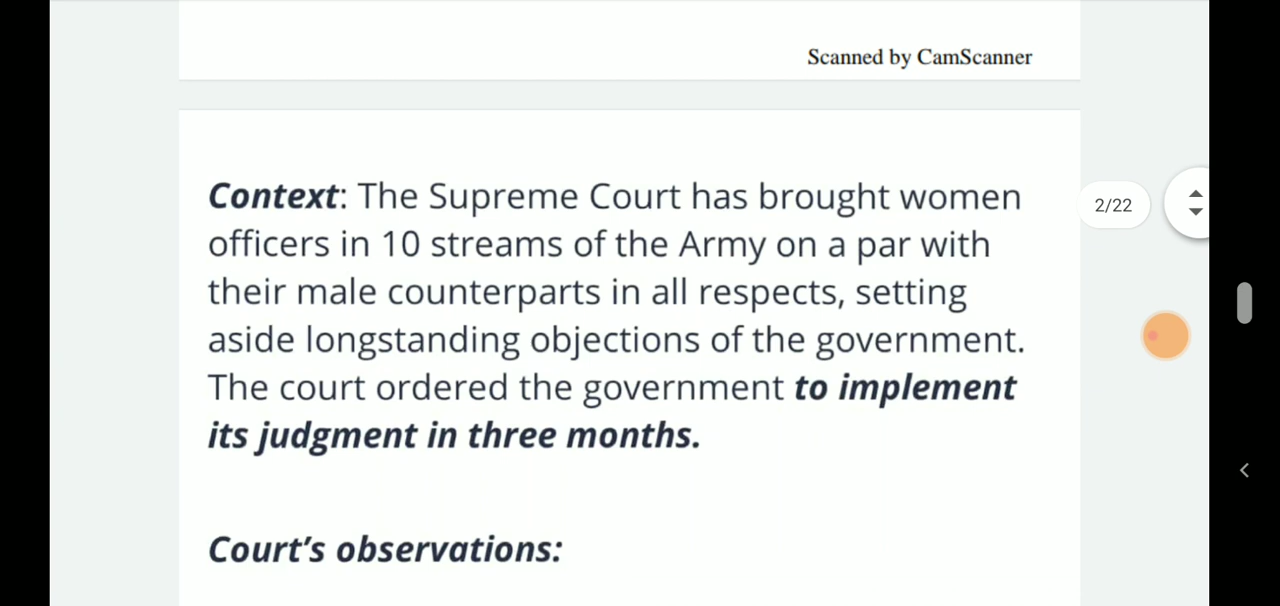 Scanned by CamScanner
Context: The Supreme Court has brought women
officers in 10 streams of the Army on a par with
their male counterparts in all respects, setting
aside longstanding objections of the government.
The court ordered the government to implement
its judgment in three months.
Court's observations:
2/22